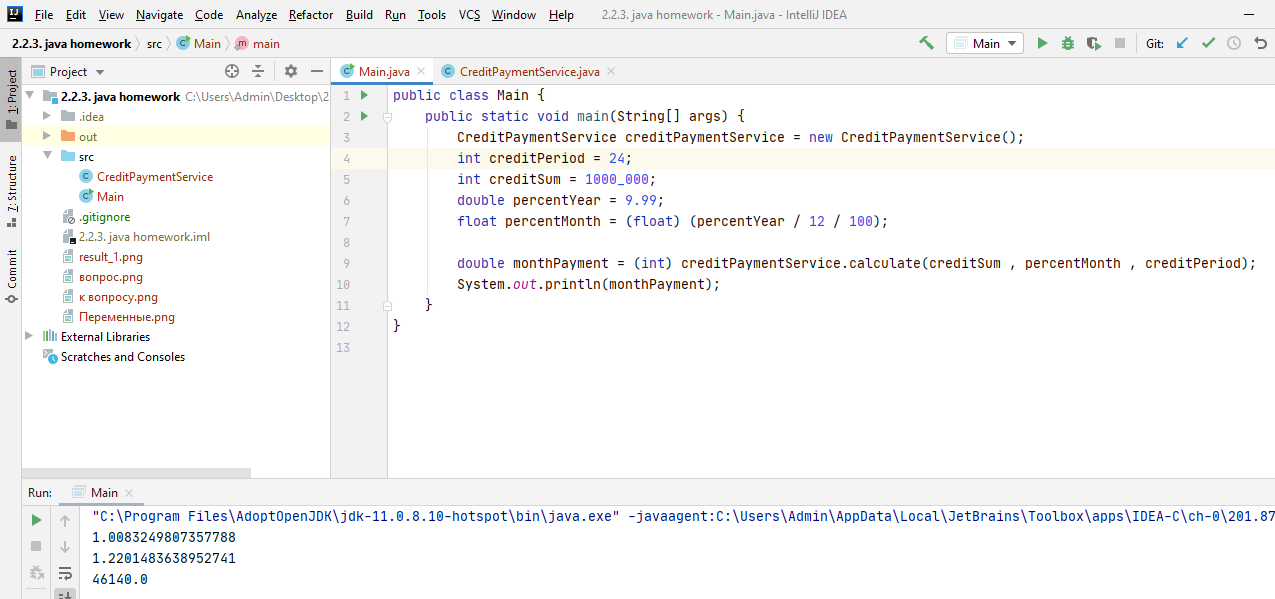 File Edit View Navigate Code Analyze Refactor Build Run Tools VCS Window Help 2.2.3. java homework - Main.java - IntelliJ IDEA
2.2.3. java homework src Main main Main Git:
Project Main.java CreditPaymentService.java
1: Project
7: Structure
Commit
2.2.3. java homework C:\Users\Admin\Desktop\2
.idea
out
src
CreditPaymentService
Main
.gitignore
2.2.3. java homework.iml
result_1.png
вопрос.png
к вопросу.png
Переменные.png
External Libraries
Scratches and Consoles
1 public class Main {
2 public static void main(String[] args) {
3 CreditPaymentService creditPaymentService = new CreditPaymentService();
4 int creditPeriod = 24;
5 int creditSum = 1000_000;
6 double percentYear = 9.99;
7 float percentMonth = (float) (percentYear / 12 / 100);
8
9 double monthPayment = (int) creditPaymentService.calculate(creditSum , percentMonth , creditPeriod);
10 System.out.println(monthPayment);
11 }
12 }
13
Run: Main
"C:\Program Files\AdoptOpenJDK\jdk-11.0.8.10-hotspot\bin\java.exe" -javaagent:C:\Users\Admin\AppData\Local\JetBrains\Toolbox\apps\IDEA-C\ch-0\201.87
1.0083249807357788
1.2201483638952741
46140.0